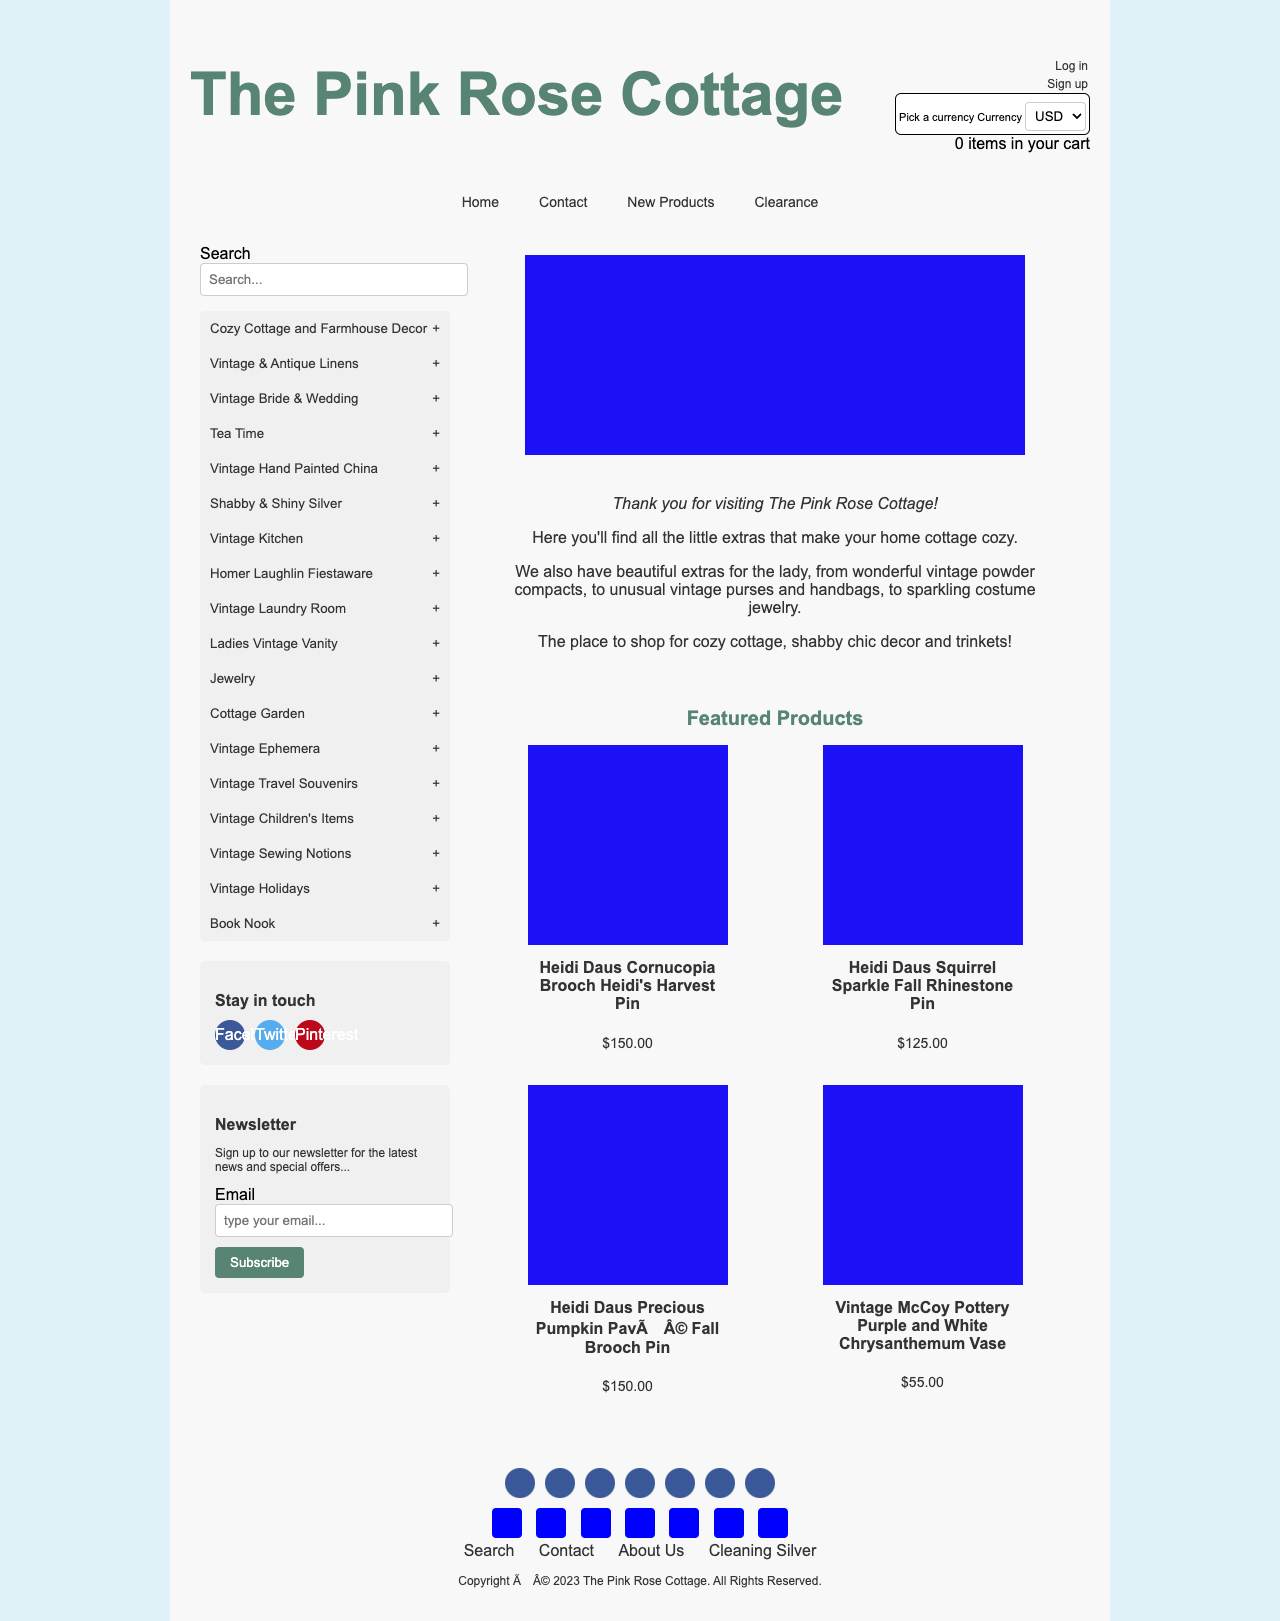 The Pink Rose Cottage
Log in
Sign up
Pick a currency Currency USD
0 items in your cart
Home Contact New Products Clearance
Search
Search...
Cozy Cottage and Farmhouse Decor +
Vintage & Antique Linens +
Vintage Bride & Wedding +
Tea Time +
Vintage Hand Painted China +
Shabby & Shiny Silver +
Vintage Kitchen +
Homer Laughlin Fiestaware +
Vintage Laundry Room +
Ladies Vintage Vanity +
Jewelry +
Cottage Garden +
Vintage Ephemera +
Vintage Travel Souvenirs +
Vintage Children's Items +
Vintage Sewing Notions +
Vintage Holidays +
Book Nook +
Stay in touch
Pinterest
Newsletter
Sign up to our newsletter for the latest
news and special offers...
Email
type your email...
Subscribe
Thank you for visiting The Pink Rose Cottage!
Here you'll find all the little extras that make your home cottage cozy.
We also have beautiful extras for the lady, from wonderful vintage powder
compacts, to unusual vintage purses and handbags, to sparkling costume
jewelry.
The place to shop for cozy cottage, shabby chic decor and trinkets!
Featured Products
Heidi Daus Cornucopia
Brooch Heidi's Harvest
Pin
$150.00
Heidi Daus Squirrel
Sparkle Fall Rhinestone
Pin
$125.00
Heidi Daus Precious
Pumpkin PavÃ Â© Fall
Brooch Pin
$150.00
Vintage McCoy Pottery
Purple and White
Chrysanthemum Vase
$55.00
Search Contact About Us Cleaning Silver
Copyright Ã Â© 2023 The Pink Rose Cottage. All Rights Reserved.